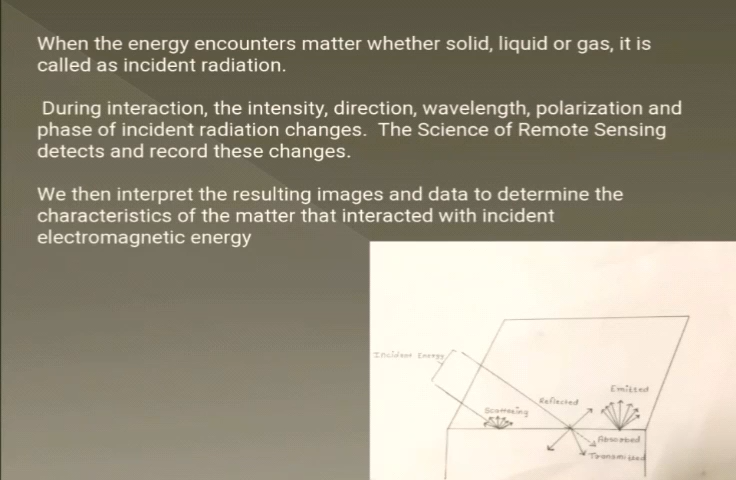 When the energy encounters matter whether solid, liquid or gas, it is
called as incident radiation.
During interaction, the intensity, direction, wavelength, polarization and
phase of incident radiation changes. The Science of Remote Sensing
detects and record these changes.
We then interpret the resulting images and data to determine the
characteristics of the matter that interacted with incident
electromagnetic energy
Incident Energy
Emitted
Reflected
Scattering
Absorbed
Transmitted